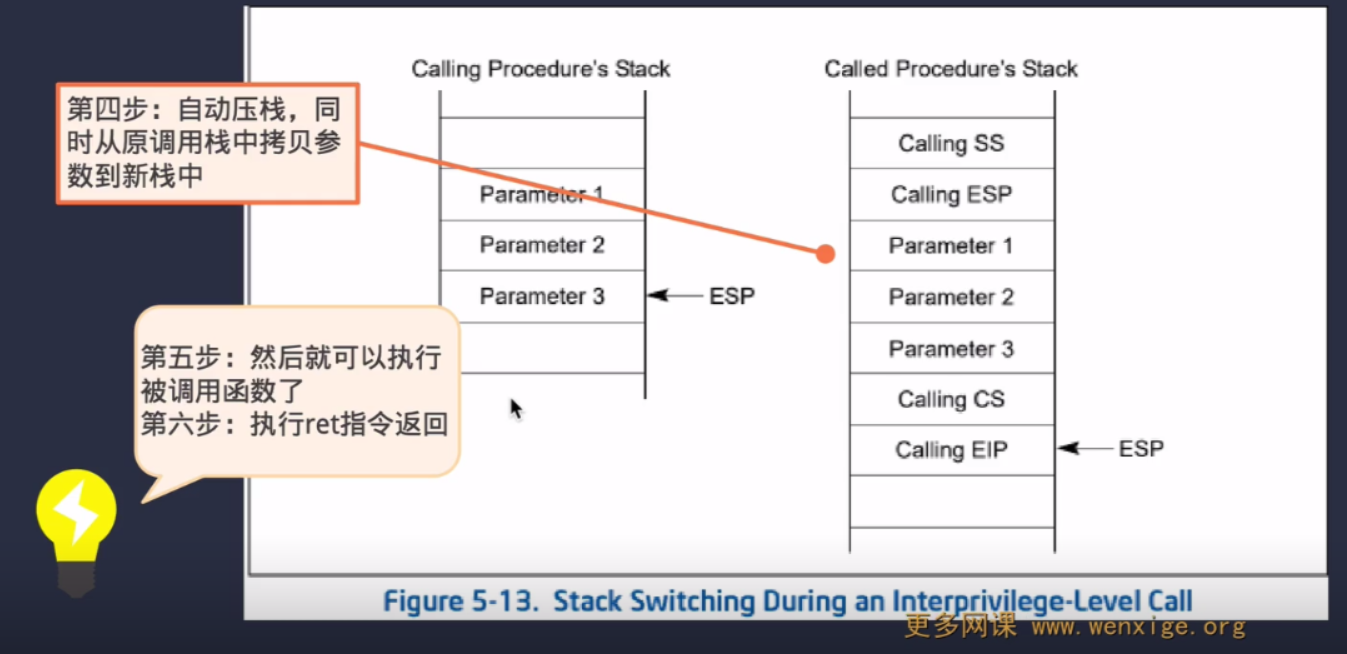 Calling Procedure's Stack
Called Procedure's Stack
第四步：自动压栈，同
时从原调用栈中拷贝参
数到新栈中
Parameter 1
Parameter 2
Parameter 3
ESP
Calling SS
Calling ESP
Parameter 1
Parameter 2
Parameter 3
Calling CS
Calling EIP
ESP
第五步：然后就可以执行
被调用函数了
第六步：执行ret指令返回
Figure 5-13. Stack Switching During an Interprivilege-Level Call
更多网课 www.wenxige.org